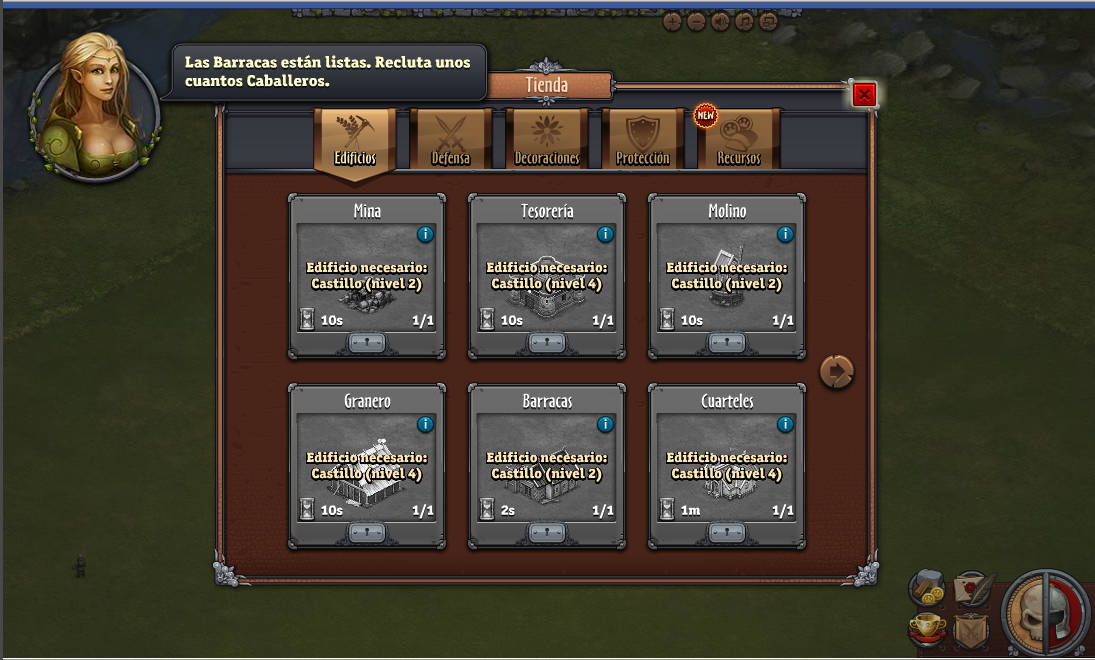 Las Barracas están listas. Recluta unos
cuantos Caballeros.
Tienda
Edificios
Defensa
Decoraciones
Protección
NEW
Recursos
Mina
Edificio necesario:
Castillo (nivel 2)
10s
1/1
Tesorería
Edificio necesario:
Castillo (nivel 4)
10s
1/1
Molino
Edificio necesario:
Castillo (nivel 2)
10s
1/1
Granero
Edificio necesario:
Castillo (nivel 4)
10s
1/1
Barracas
Edificio necesario:
Castillo (nivel 2)
2s
1/1
Cuarteles
Edificio necesario:
Castillo (nivel 4)
1m
1/1